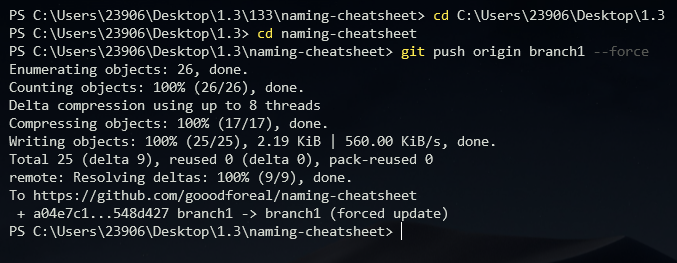 PS C:\Users\23906\Desktop\1.3\133\naming-cheatsheet> cd C:\Users\23906\Desktop\1.3
PS C:\Users\23906\Desktop\1.3> cd naming-cheatsheet
PS C:\Users\23906\Desktop\1.3\naming-cheatsheet> git push origin branch1 --force
Enumerating objects: 26, done.
Counting objects: 100% (26/26), done.
Delta compression using up to 8 threads
Compressing objects: 100% (17/17), done.
Writing objects: 100% (25/25), 2.19 KiB | 560.00 KiB/s, done.
Total 25 (delta 9), reused 0 (delta 0), pack-reused 0
remote: Resolving deltas: 100% (9/9), done.
To https://github.com/gooodforeal/naming-cheatsheet
 + a04e7c1...548d427 branch1 -> branch1 (forced update)
PS C:\Users\23906\Desktop\1.3\naming-cheatsheet>